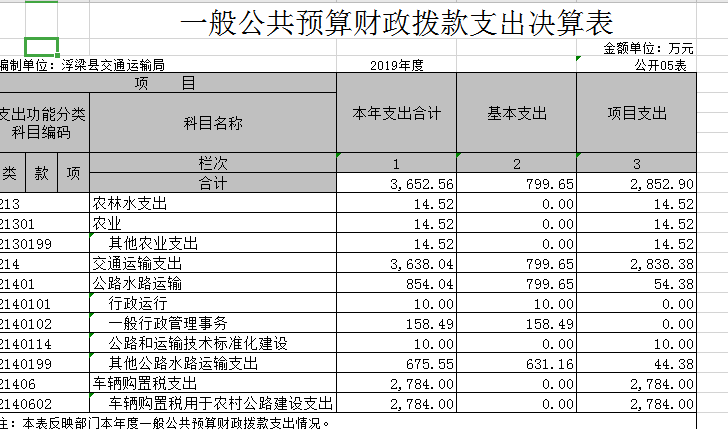 一般公共预算财政拨款支出决算表
金额单位：万元
编制单位：浮梁县交通运输局 2019年度 公开05表
项 目 本年支出合计 基本支出 项目支出
支出功能分类科目编码 科目名称
类 款 项 栏次 1 2 3
合计 3,652.56 799.65 2,852.90
213 农林水支出 14.52 0.00 14.52
21301 农业 14.52 0.00 14.52
2130199 其他农业支出 14.52 0.00 14.52
214 交通运输支出 3,638.04 799.65 2,838.38
21401 公路水路运输 854.04 799.65 54.38
2140101 行政运行 10.00 10.00 0.00
2140102 一般行政管理事务 158.49 158.49 0.00
2140114 公路和运输技术标准化建设 10.00 0.00 10.00
2140199 其他公路水路运输支出 675.55 631.16 44.38
21406 车辆购置税支出 2,784.00 0.00 2,784.00
2140602 车辆购置税用于农村公路建设支出 2,784.00 0.00 2,784.00
注：本表反映部门本年度一般公共预算财政拨款支出情况。